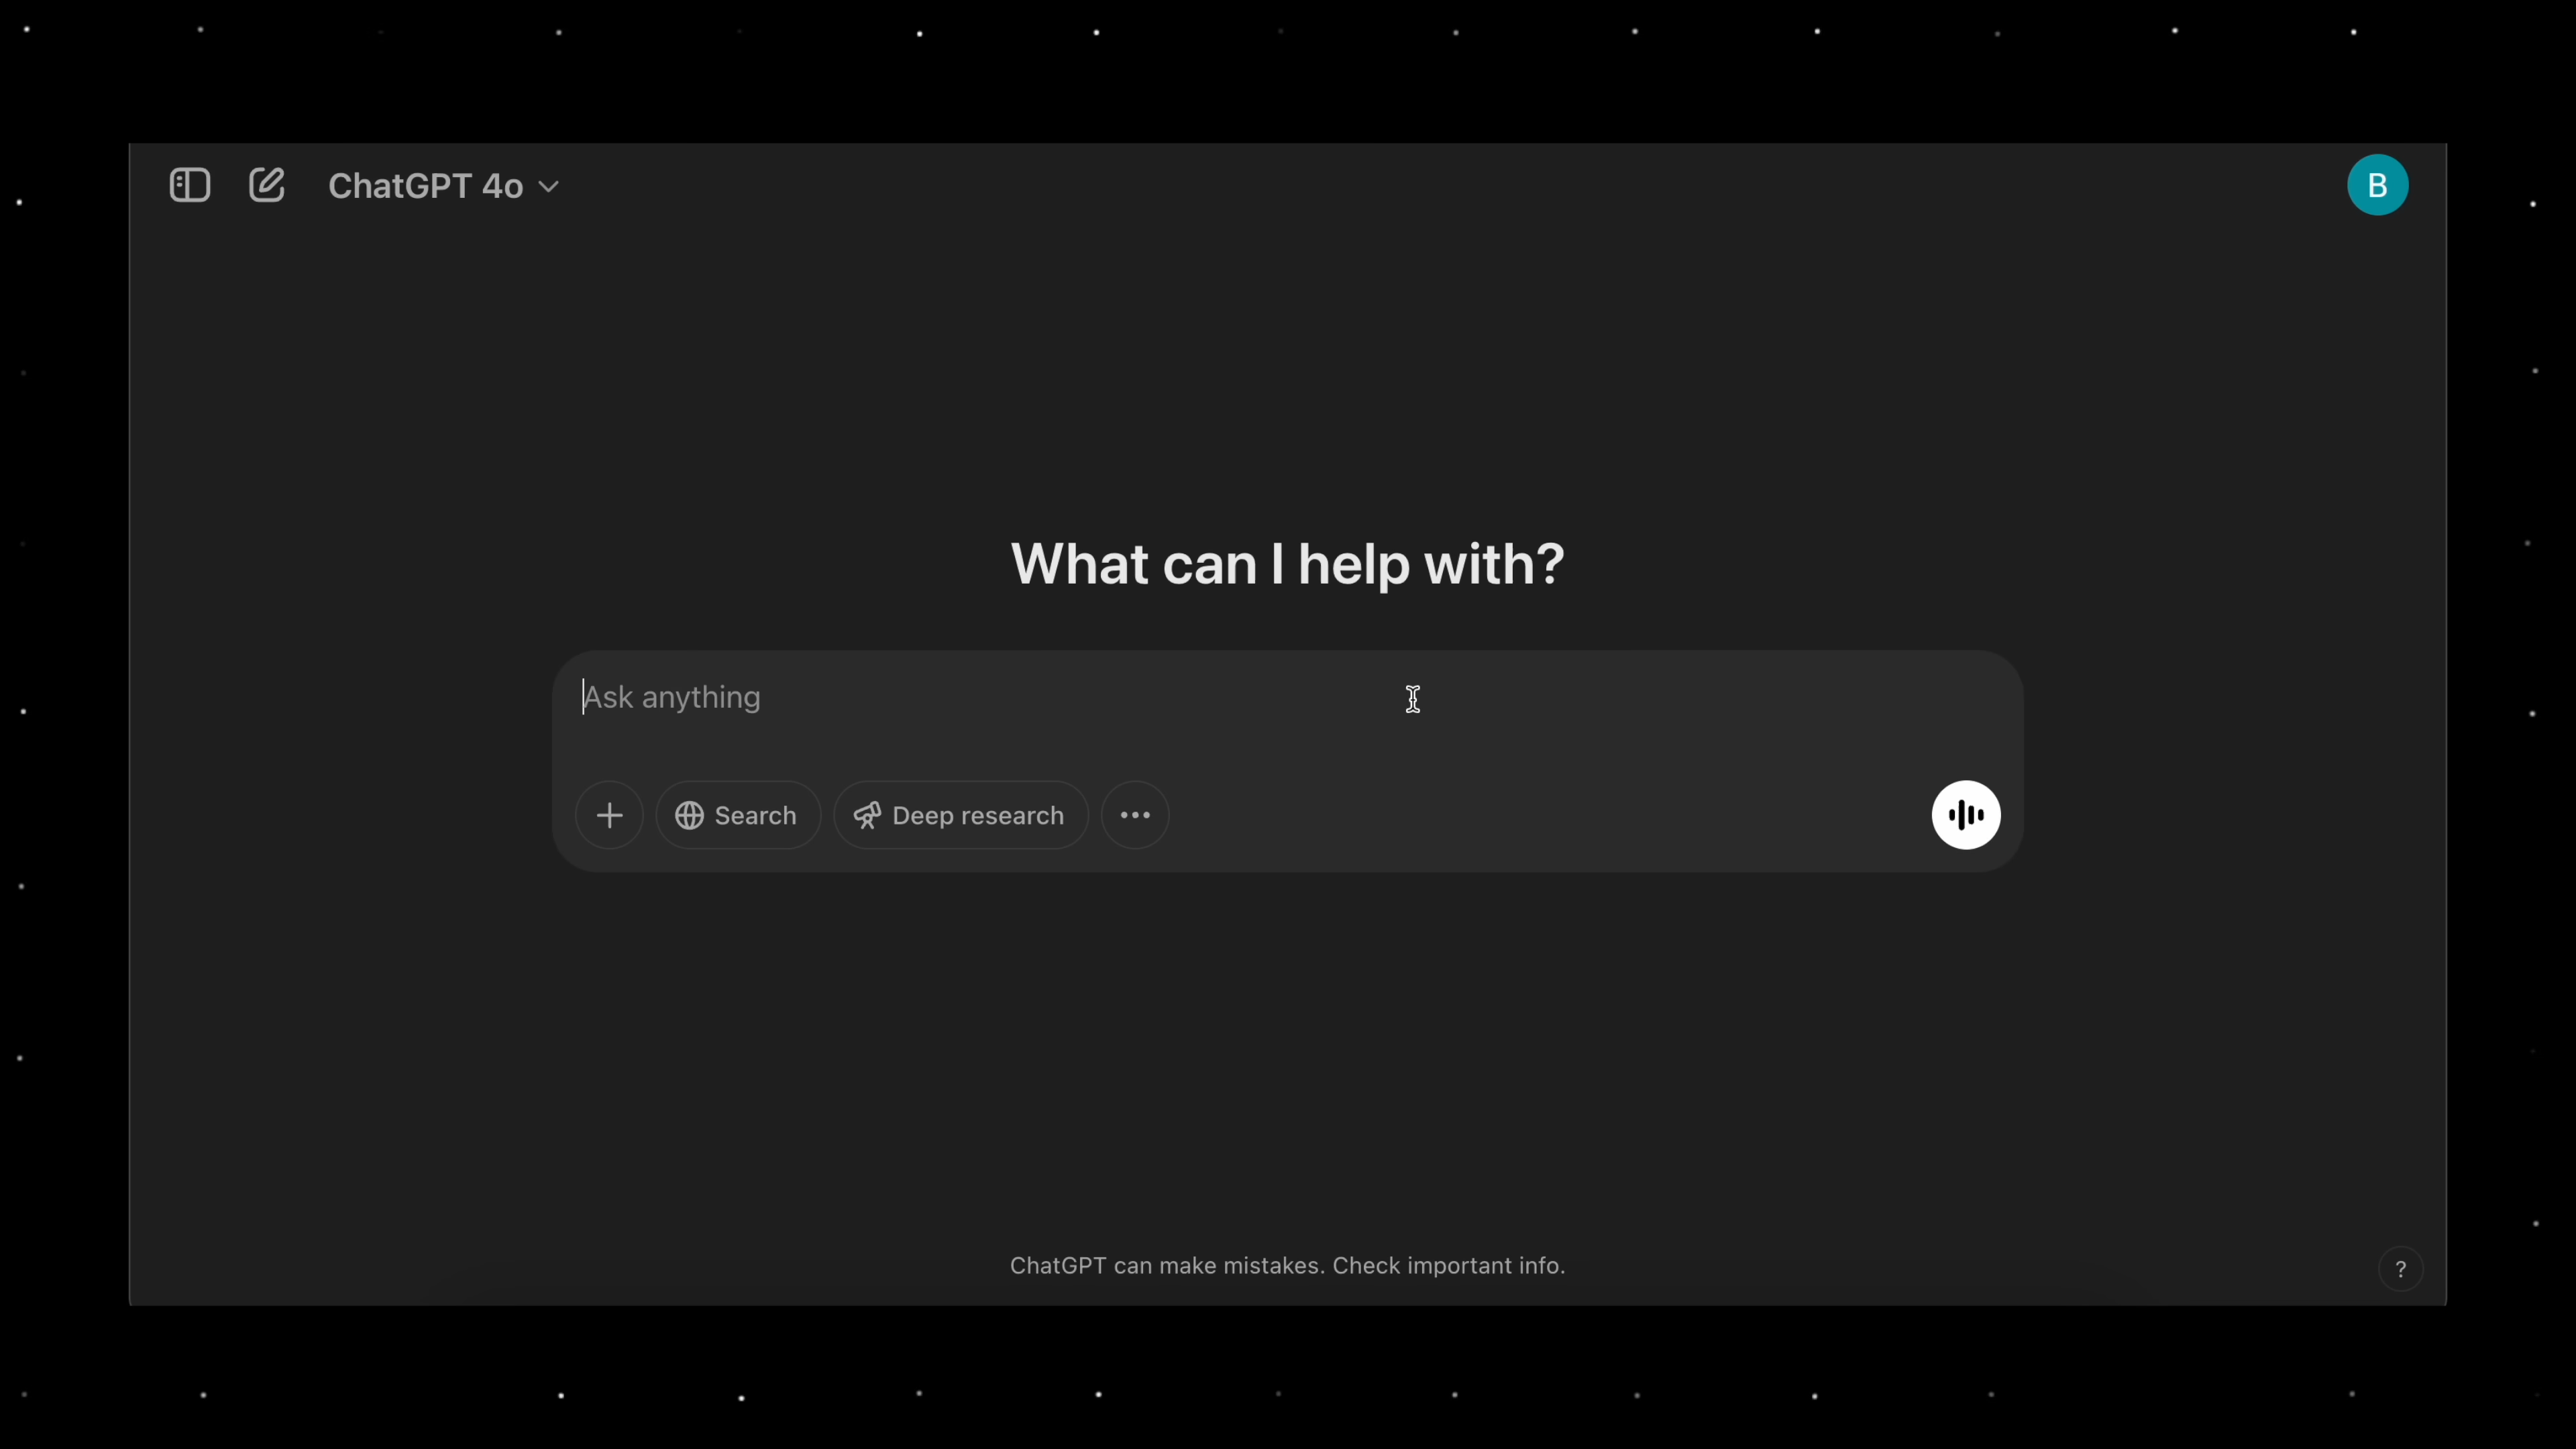 ChatGPT 4o
B
What can I help with?
Ask anything
Search
Deep research
ChatGPT can make mistakes. Check important info.
?